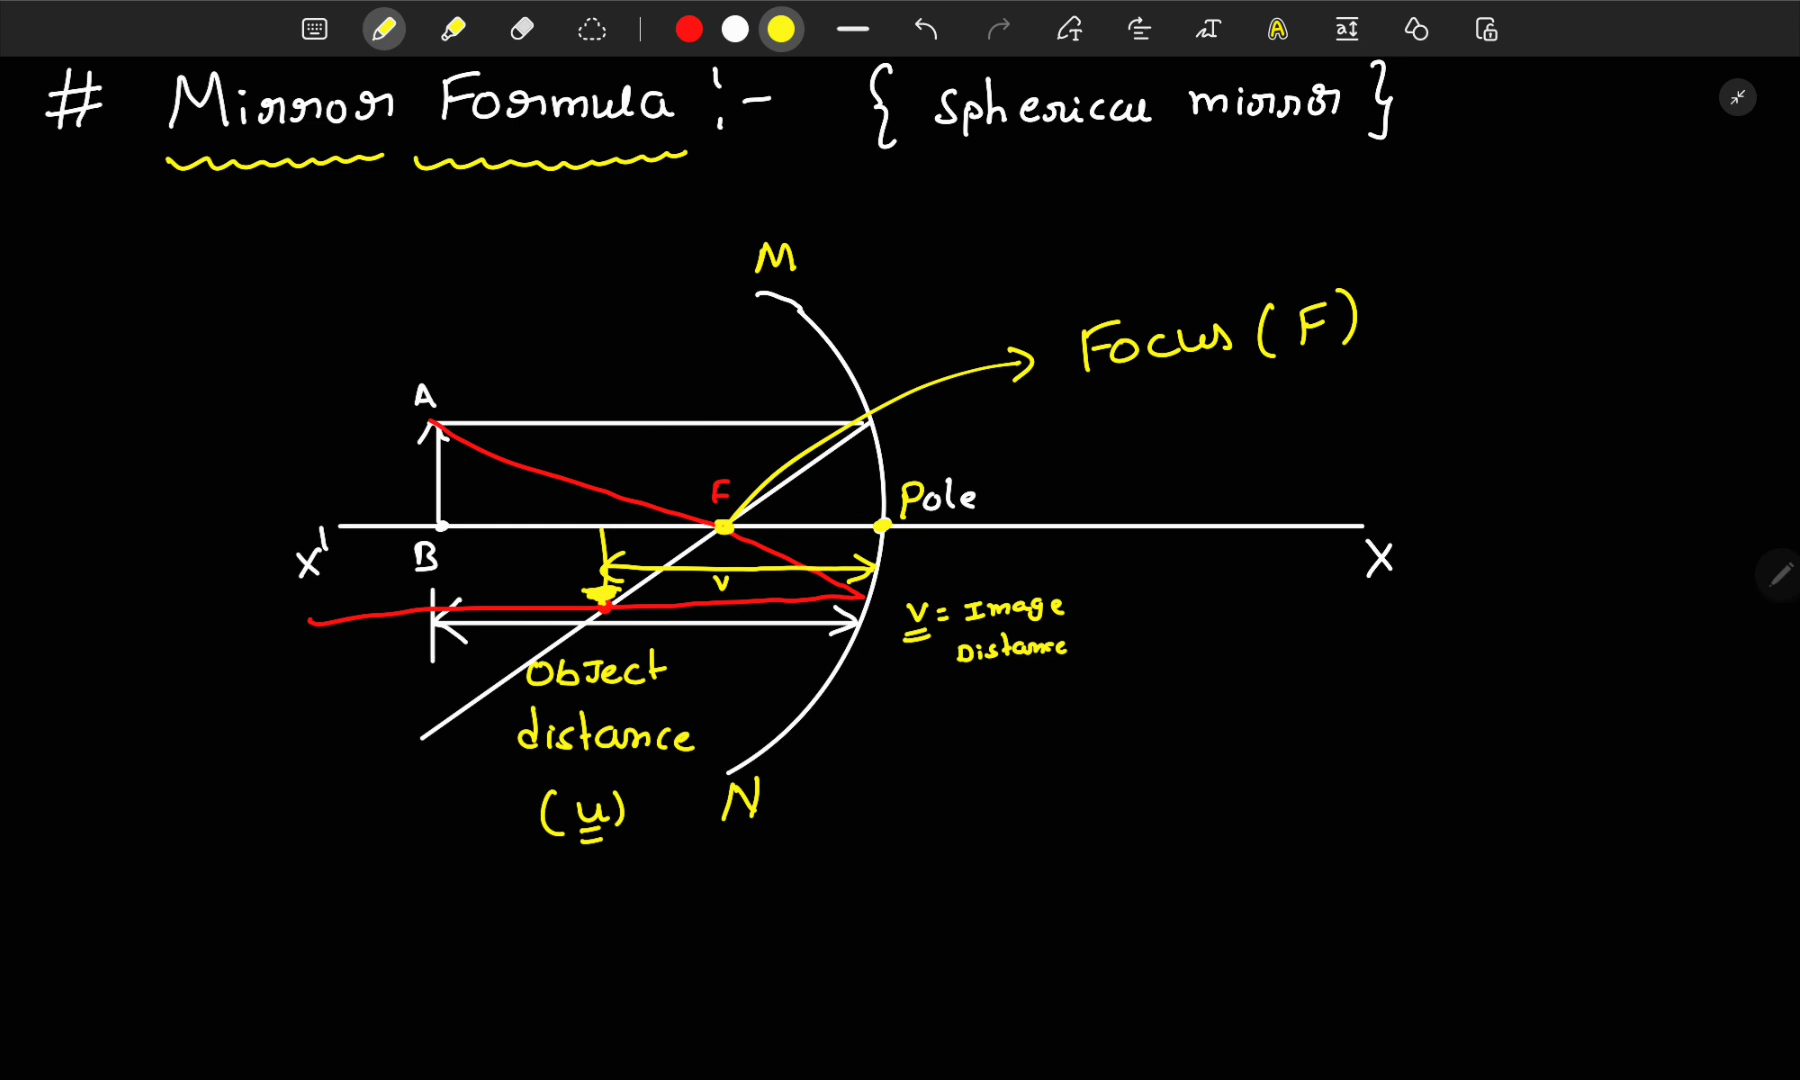 # Mirror Formula :- { spherical mirror }
M
Focus (F)
A
F
Pole
X'
B
X
v
v = Image
Distance
Object
distance
(u)
N